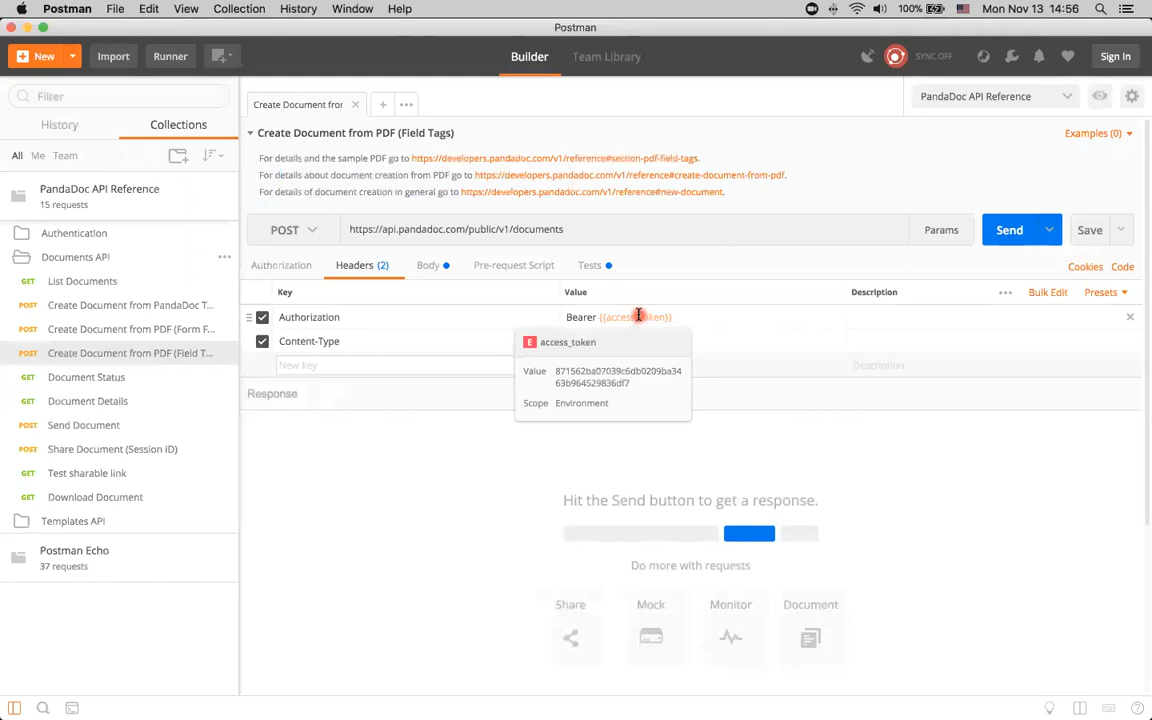 Postman File Edit View Collection History Window Help 100% Mon Nov 13 14:56
Postman
New Import Runner Builder Team Library SYNC OFF Sign In
Filter
History Collections
All Me Team
PandaDoc API Reference
15 requests
Authentication
Documents API
GET List Documents
POST Create Document from PandaDoc T...
POST Create Document from PDF (Form F...
POST Create Document from PDF (Field T...
GET Document Status
GET Document Details
POST Send Document
POST Share Document (Session ID)
GET Test sharable link
GET Download Document
Templates API
Postman Echo
37 requests
Create Document fror
PandaDoc API Reference
Create Document from PDF (Field Tags)
Examples (0)
For details and the sample PDF go to https://developers.pandadoc.com/v1/reference#section-pdf-field-tags.
For details about document creation from PDF go to https://developers.pandadoc.com/v1/reference#create-document-from-pdf.
For details of document creation in general go to https://developers.pandadoc.com/v1/reference#new-document.
POST https://api.pandadoc.com/public/v1/documents Params Send Save
Authorization Headers (2) Body Pre-request Script Tests Cookies Code
Key Value Description Bulk Edit Presets
Authorization Bearer {{access_token}}
Content-Type
New key Description
E access_token
Value 871562ba07039c6db0209ba34
63b964529836df7
Scope Environment
Response
Hit the Send button to get a response.
Do more with requests
Share Mock Monitor Document